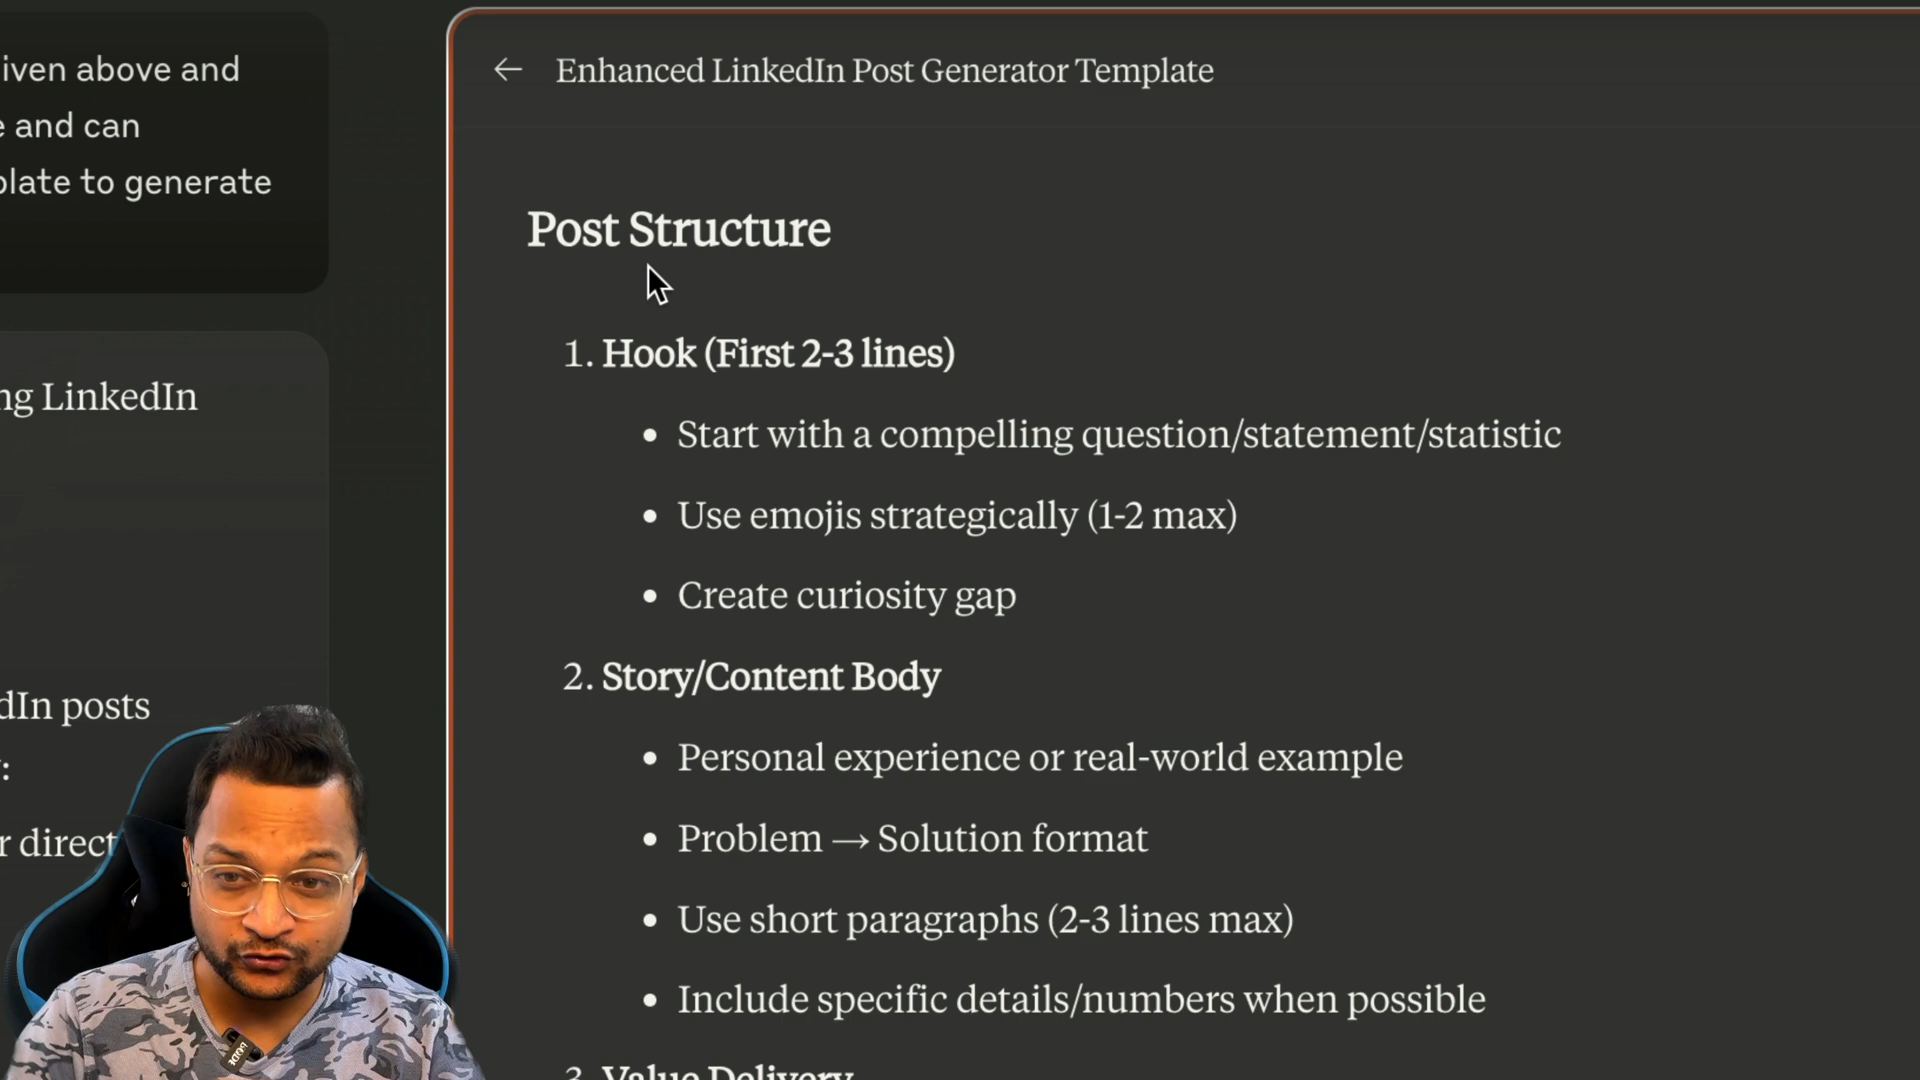 iven above and
e and can
plate to generate
ng LinkedIn
dIn posts
:
r direct
Enhanced LinkedIn Post Generator Template
Post Structure
1. Hook (First 2-3 lines)
• Start with a compelling question/statement/statistic
• Use emojis strategically (1-2 max)
• Create curiosity gap
2. Story/Content Body
• Personal experience or real-world example
• Problem → Solution format
• Use short paragraphs (2-3 lines max)
• Include specific details/numbers when possible
3. Value Delivery